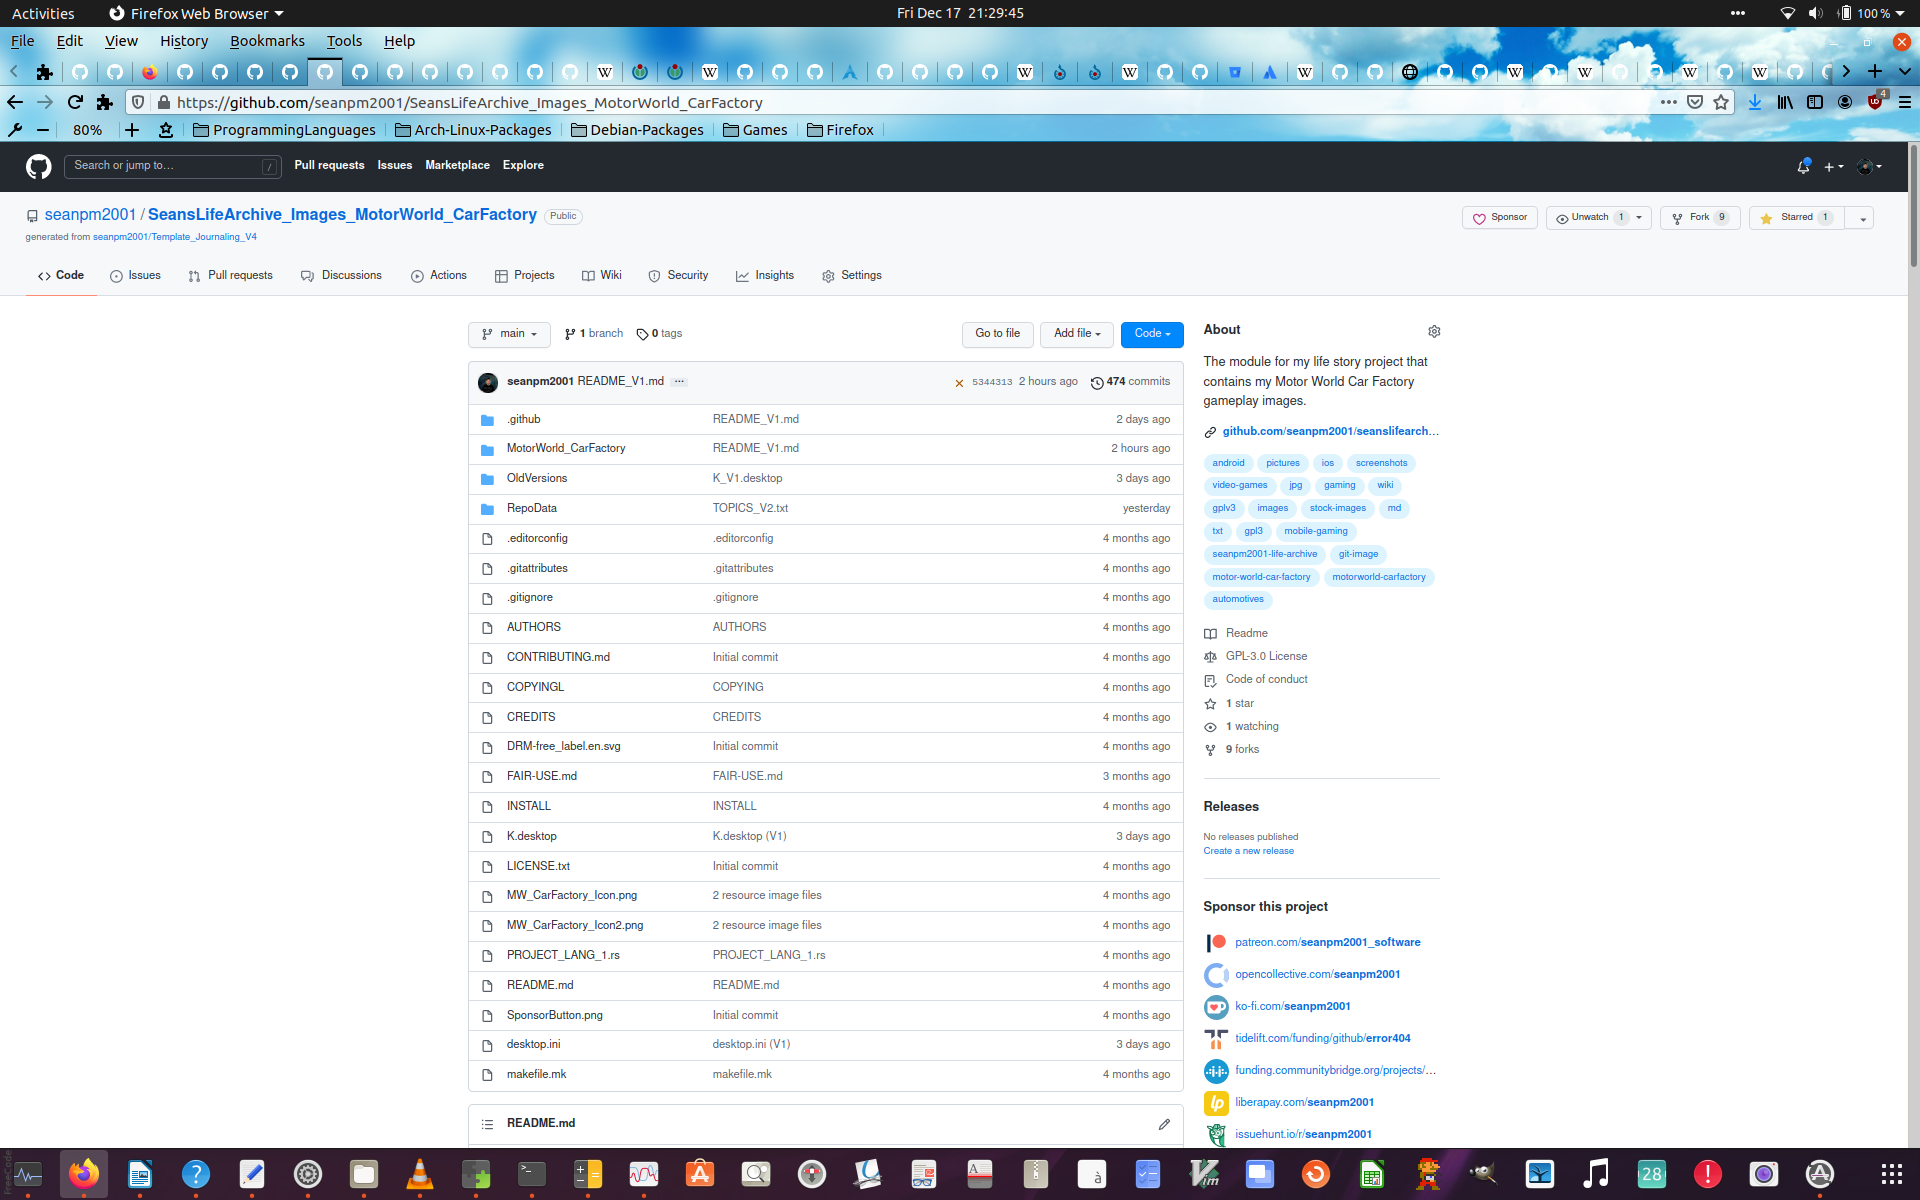 Activities Firefox Web Browser Fri Dec 17 21:29:45 100 %
File Edit View History Bookmarks Tools Help
https://github.com/seanpm2001/SeansLifeArchive_Images_MotorWorld_CarFactory 4
80% ProgrammingLanguages Arch-Linux-Packages Debian-Packages Games Firefox
Search or jump to… / Pull requests Issues Marketplace Explore
seanpm2001 / SeansLifeArchive_Images_MotorWorld_CarFactory Public Sponsor Unwatch 1 Fork 9 Starred 1
generated from seanpm2001/Template_Journaling_V4
Code Issues Pull requests Discussions Actions Projects Wiki Security Insights Settings
main 1 branch 0 tags Go to file Add file Code
seanpm2001 README_V1.md 5344313 2 hours ago 474 commits
.github README_V1.md 2 days ago
MotorWorld_CarFactory README_V1.md 2 hours ago
OldVersions K_V1.desktop 3 days ago
RepoData TOPICS_V2.txt yesterday
.editorconfig .editorconfig 4 months ago
.gitattributes .gitattributes 4 months ago
.gitignore .gitignore 4 months ago
AUTHORS AUTHORS 4 months ago
CONTRIBUTING.md Initial commit 4 months ago
COPYINGL COPYING 4 months ago
CREDITS CREDITS 4 months ago
DRM-free_label.en.svg Initial commit 4 months ago
FAIR-USE.md FAIR-USE.md 3 months ago
INSTALL INSTALL 4 months ago
K.desktop K.desktop (V1) 3 days ago
LICENSE.txt Initial commit 4 months ago
MW_CarFactory_Icon.png 2 resource image files 4 months ago
MW_CarFactory_Icon2.png 2 resource image files 4 months ago
PROJECT_LANG_1.rs PROJECT_LANG_1.rs 4 months ago
README.md README.md 4 months ago
SponsorButton.png Initial commit 4 months ago
desktop.ini desktop.ini (V1) 3 days ago
makefile.mk makefile.mk 4 months ago
README.md
About
The module for my life story project that
contains my Motor World Car Factory
gameplay images.
github.com/seanpm2001/seanslifearch…
android pictures ios screenshots
video-games jpg gaming wiki
gplv3 images stock-images md
txt gpl3 mobile-gaming
seanpm2001-life-archive git-image
motor-world-car-factory motorworld-carfactory
automotives
Readme
GPL-3.0 License
Code of conduct
1 star
1 watching
9 forks
Releases
No releases published
Create a new release
Sponsor this project
patreon.com/seanpm2001_software
opencollective.com/seanpm2001
ko-fi.com/seanpm2001
tidelift.com/funding/github/error404
funding.communitybridge.org/projects/…
liberapay.com/seanpm2001
issuehunt.io/r/seanpm2001
28